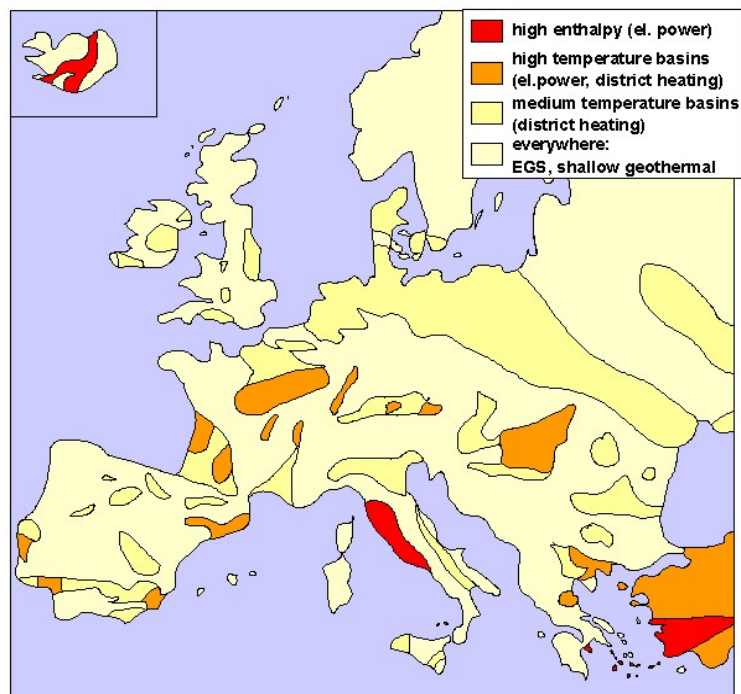 high enthalpy (el. power)
high temperature basins
(el.power, district heating)
medium temperature basins
(district heating)
everywhere:
EGS, shallow geothermal